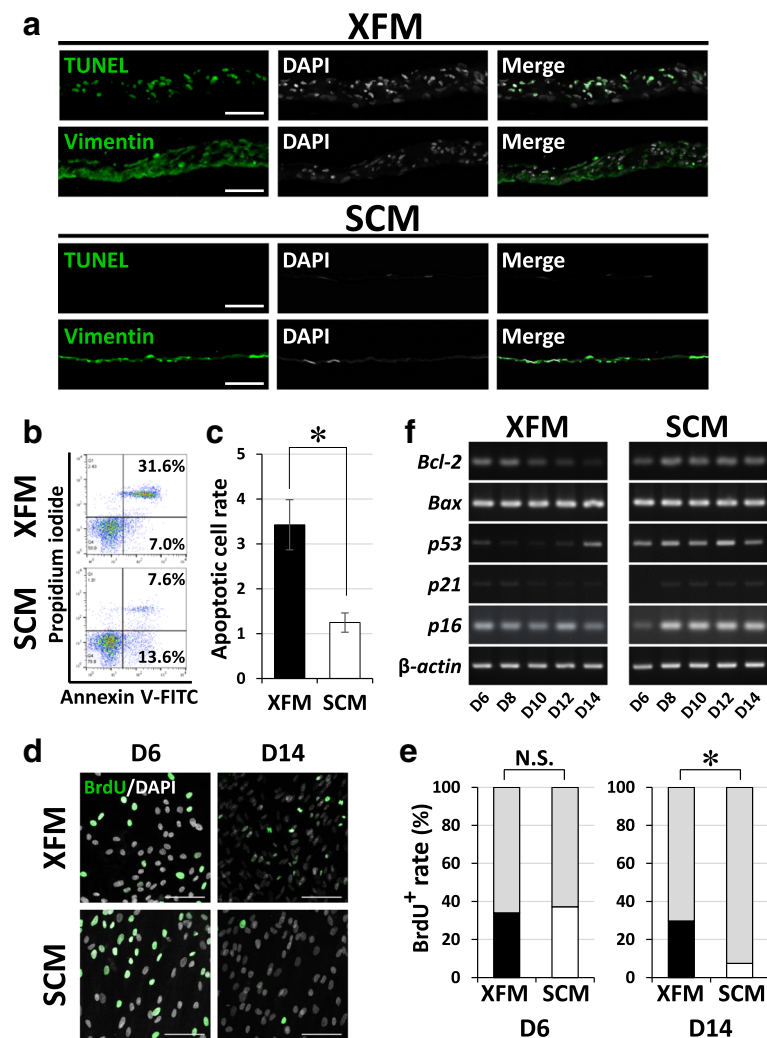 a
XFM
TUNEL DAPI Merge
Vimentin DAPI Merge
SCM
TUNEL DAPI Merge
Vimentin DAPI Merge
b
XFM
SCM
Propidium iodide
31.6%
7.0%
7.6%
13.6%
Annexin V-FITC
c
*
Apoptotic cell rate
5
4
3
2
1
0
XFM SCM
f
XFM SCM
Bcl-2
Bax
p53
p21
p16
β-actin
D6 D8 D10 D12 D14 D6 D8 D10 D12 D14
d
D6 D14
BrdU/DAPI
XFM
SCM
e
N.S.
*
BrdU+ rate (%)
100
80
60
40
20
0
XFM SCM
D6
100
80
60
40
20
0
XFM SCM
D14